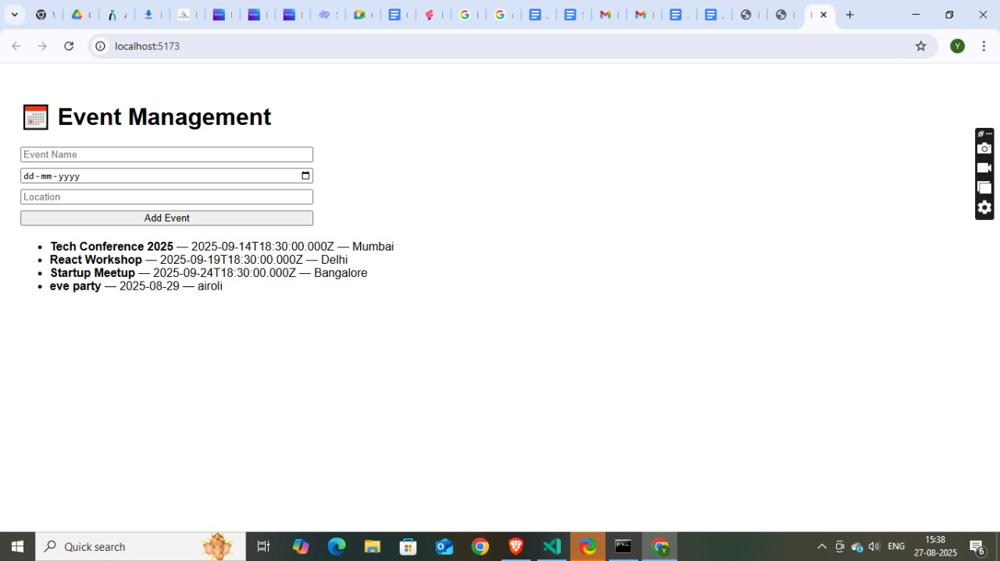 localhost:5173
Y
Event Management
Event Name
dd-mm-yyyy
Location
Add Event
Tech Conference 2025 — 2025-09-14T18:30:00.000Z — Mumbai
React Workshop — 2025-09-19T18:30:00.000Z — Delhi
Startup Meetup — 2025-09-24T18:30:00.000Z — Bangalore
eve party — 2025-08-29 — airoli
Quick search
ENG
15:38
27-08-2025
6